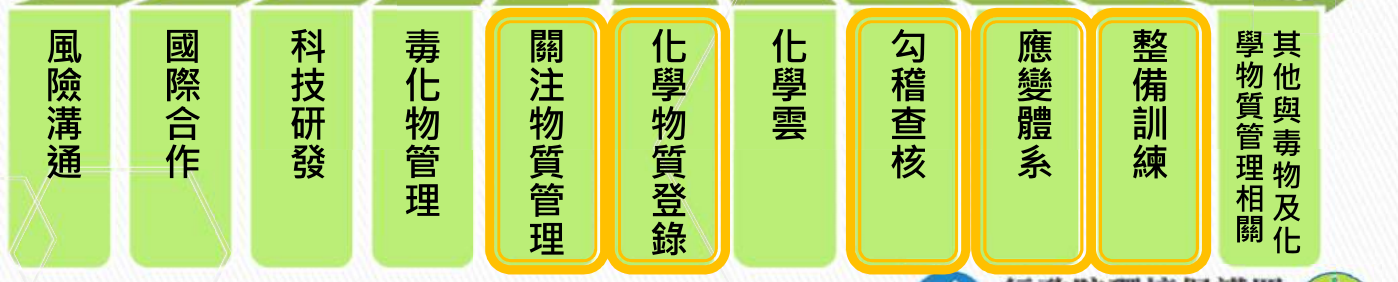 風險溝通
國際合作
科技研發
毒化物管理
關注物質管理
化學物質登錄
化學雲
勾稽查核
應變體系
整備訓練
其他與毒物及化
學物質管理相關